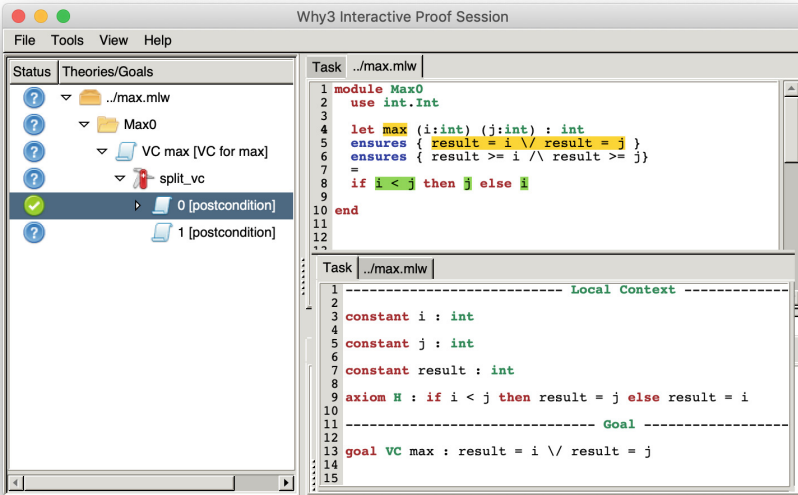 Why3 Interactive Proof Session
File Tools View Help
Status Theories/Goals
../max.mlw
Max0
VC max [VC for max]
split_vc
0 [postcondition]
1 [postcondition]
Task ../max.mlw
1 module Max0
2 use int.Int
3
4 let max (i:int) (j:int) : int
5 ensures { result = i \/ result = j }
6 ensures { result >= i /\ result >= j}
7 =
8 if i < j then j else i
9
10 end
11
12
Task ../max.mlw
1 -------------------------- Local Context -------------
2
3 constant i : int
4
5 constant j : int
6
7 constant result : int
8
9 axiom H : if i < j then result = j else result = i
10
11 ------------------------------ Goal -----------------
12
13 goal VC max : result = i \/ result = j
14
15